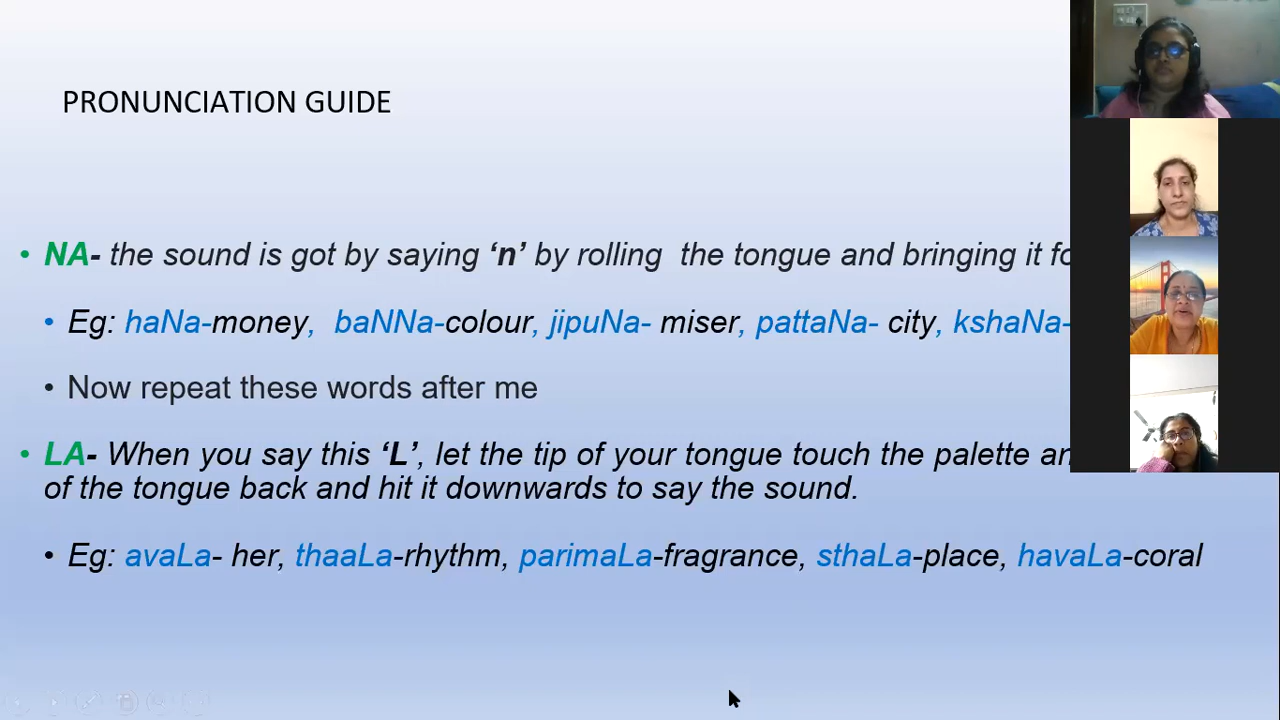 PRONUNCIATION GUIDE
• NA- the sound is got by saying ‘n’ by rolling the tongue and bringing it
• Eg: haNa-money, baNNa-colour, jipuNa- miser, pattaNa- city, kshaNa-
• Now repeat these words after me
• LA- When you say this ‘L’, let the tip of your tongue touch the palette
of the tongue back and hit it downwards to say the sound.
• Eg: avaLa- her, thaaLa-rhythm, parimaLa-fragrance, sthaLa-place, havaLa-coral